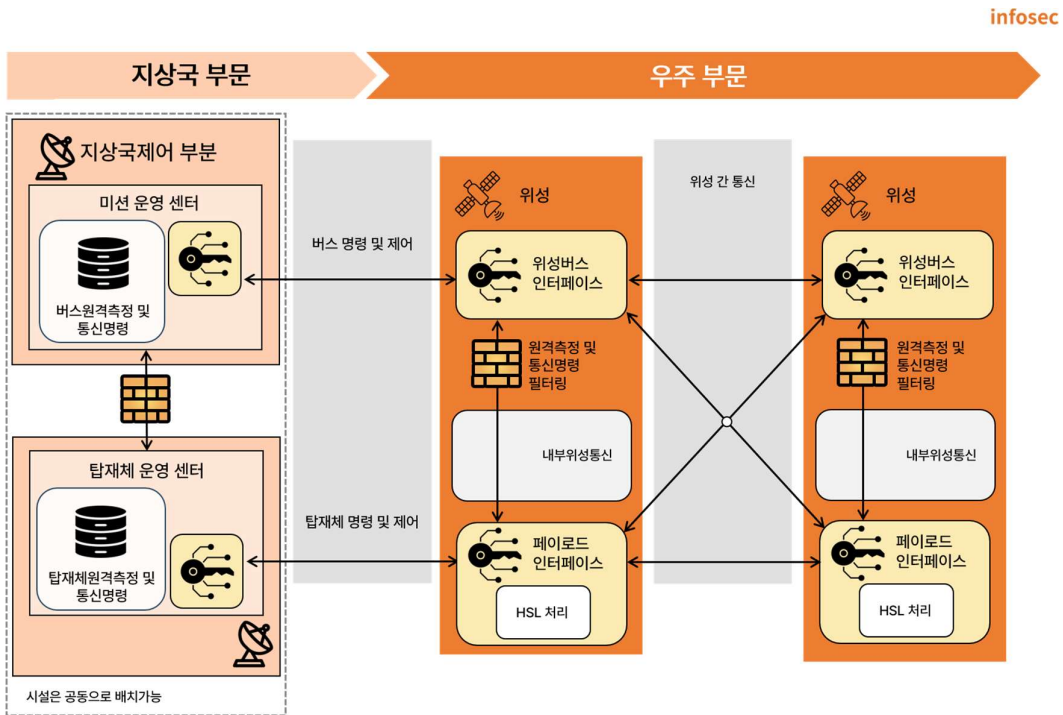 infosec
지상국 부문
우주 부문
지상국제어 부분
미션 운영 센터
버스원격측정 및
통신명령
탑재체 운영 센터
탑재체원격측정 및
통신명령
시설은 공동으로 배치가능
버스 명령 및 제어
탑재체 명령 및 제어
위성
위성버스
인터페이스
원격측정 및
통신명령
필터링
내부위성통신
페이로드
인터페이스
HSL 처리
위성 간 통신
위성
위성버스
인터페이스
원격측정 및
통신명령
필터링
내부위성통신
페이로드
인터페이스
HSL 처리